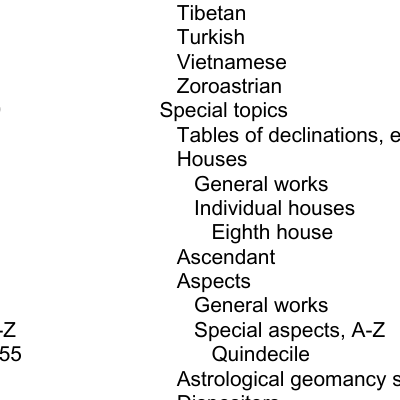 Tibetan
Turkish
Vietnamese
Zoroastrian
Special topics
Tables of declinations,
Houses
General works
Individual houses
Eighth house
Ascendant
Aspects
General works
-Z Special aspects, A-Z
55 Quindecile
Astrological geomancy